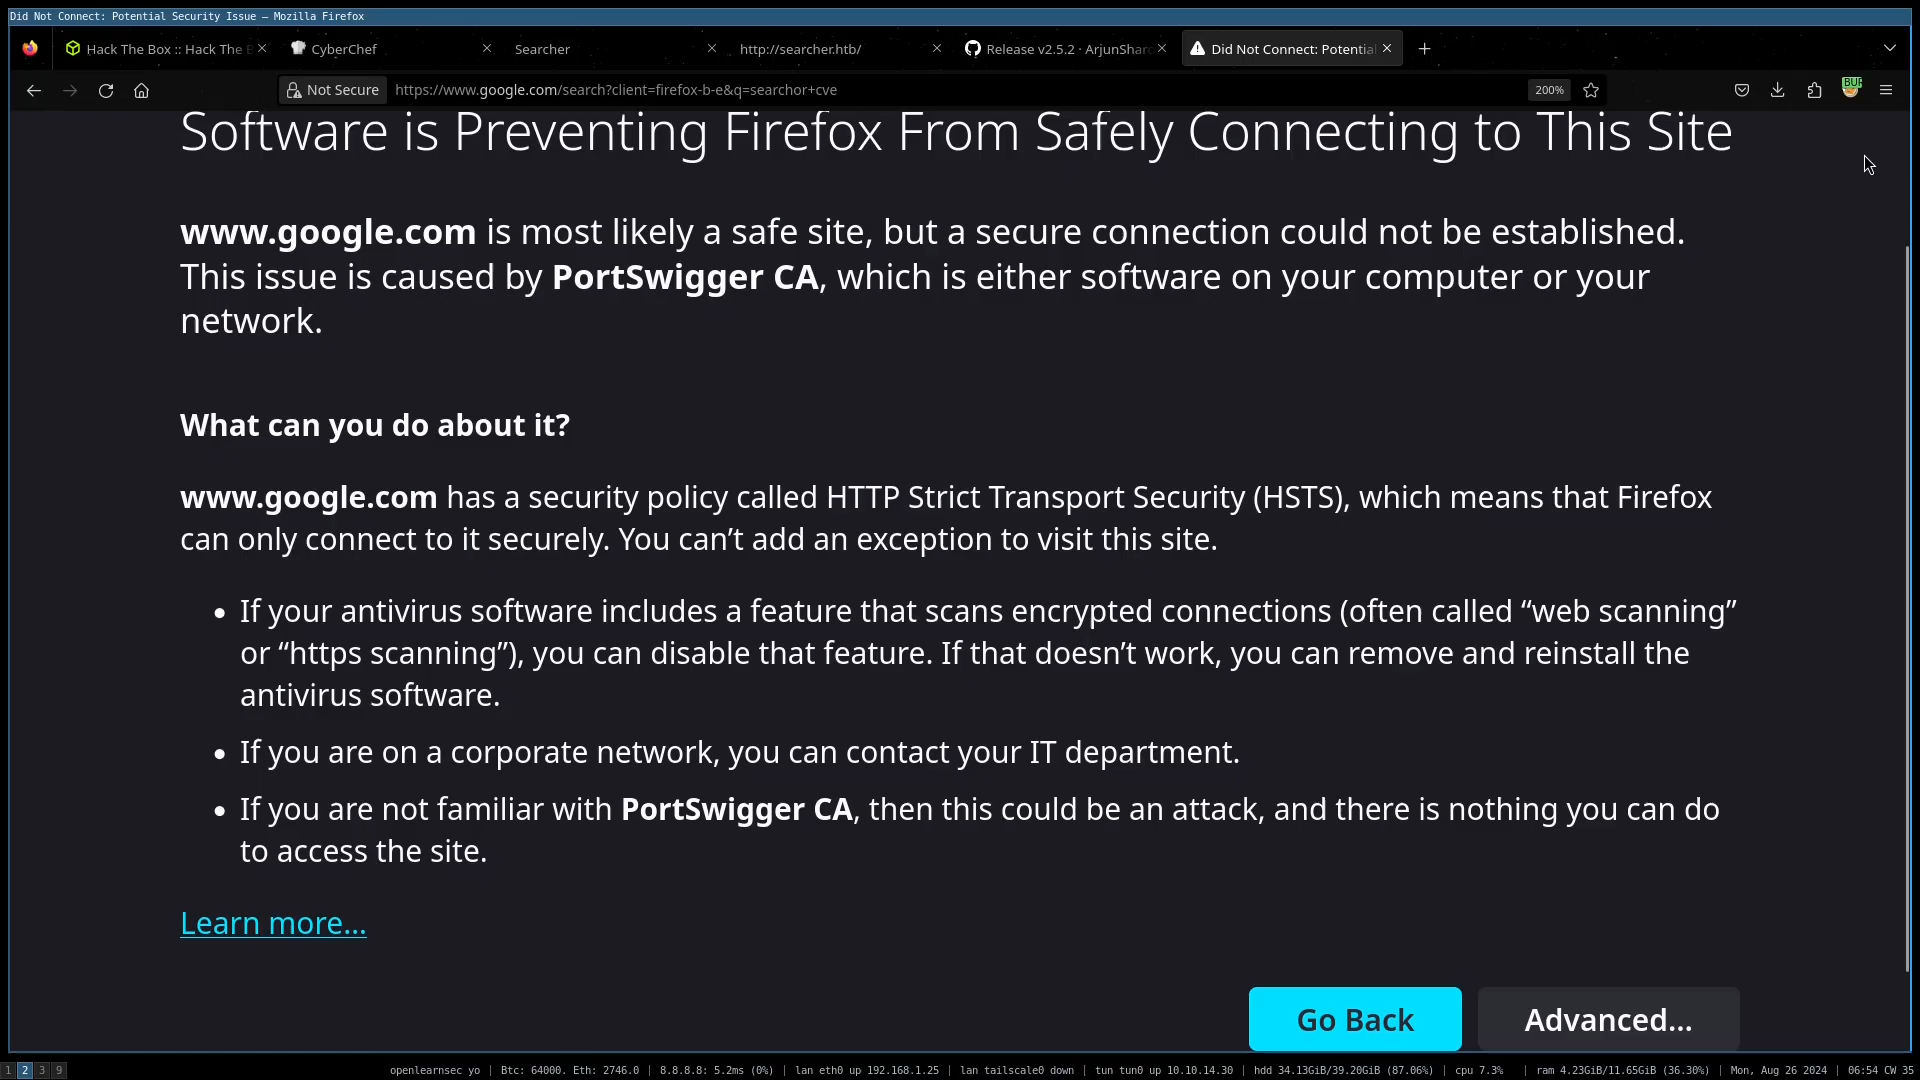 Did Not Connect: Potential Security Issue — Mozilla Firefox
Hack The Box :: Hack The B
CyberChef
Searcher
http://searcher.htb/
Release v2.5.2 · ArjunShar
Did Not Connect: Potential
Not Secure
https://www.google.com/search?client=firefox-b-e&q=searchor+cve
200%
BUR
Software is Preventing Firefox From Safely Connecting to This Site
www.google.com is most likely a safe site, but a secure connection could not be established.
This issue is caused by PortSwigger CA, which is either software on your computer or your
network.
What can you do about it?
www.google.com has a security policy called HTTP Strict Transport Security (HSTS), which means that Firefox
can only connect to it securely. You can’t add an exception to visit this site.
• If your antivirus software includes a feature that scans encrypted connections (often called “web scanning”
or “https scanning”), you can disable that feature. If that doesn’t work, you can remove and reinstall the
antivirus software.
• If you are on a corporate network, you can contact your IT department.
• If you are not familiar with PortSwigger CA, then this could be an attack, and there is nothing you can do
to access the site.
Learn more…
Go Back
Advanced…
1 2 3 9
openlearnsec yo | Btc: 64000. Eth: 2746.0 | 8.8.8.8: 5.2ms (0%) | lan eth0 up 192.168.1.25 | lan tailscale0 down | tun tun0 up 10.10.14.30 | hdd 34.13GiB/39.20GiB (87.06%) | cpu 7.3% | ram 4.23GiB/11.65GiB (36.30%) | Mon, Aug 26 2024 | 06:54 CW 35